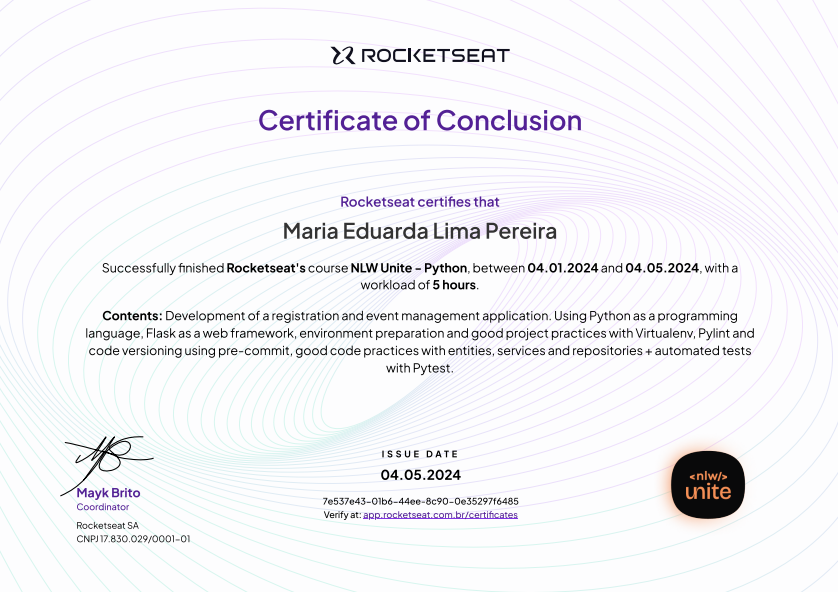 ROCKETSEAT
Certificate of Conclusion
Rocketseat certifies that
Maria Eduarda Lima Pereira
Successfully finished Rocketseat's course NLW Unite - Python, between 04.01.2024 and 04.05.2024, with a
workload of 5 hours.
Contents: Development of a registration and event management application. Using Python as a programming
language, Flask as a web framework, environment preparation and good project practices with Virtualenv, Pylint and
code versioning using pre-commit, good code practices with entities, services and repositories + automated tests
with Pytest.
Mayk Brito
Coordinator
Rocketseat SA
CNPJ 17.830.029/0001-01
ISSUE DATE
04.05.2024
7e537e43-01b6-44ee-8c90-0e35297f6485
Verify at: app.rocketseat.com.br/certificates
<nlw/>
unite